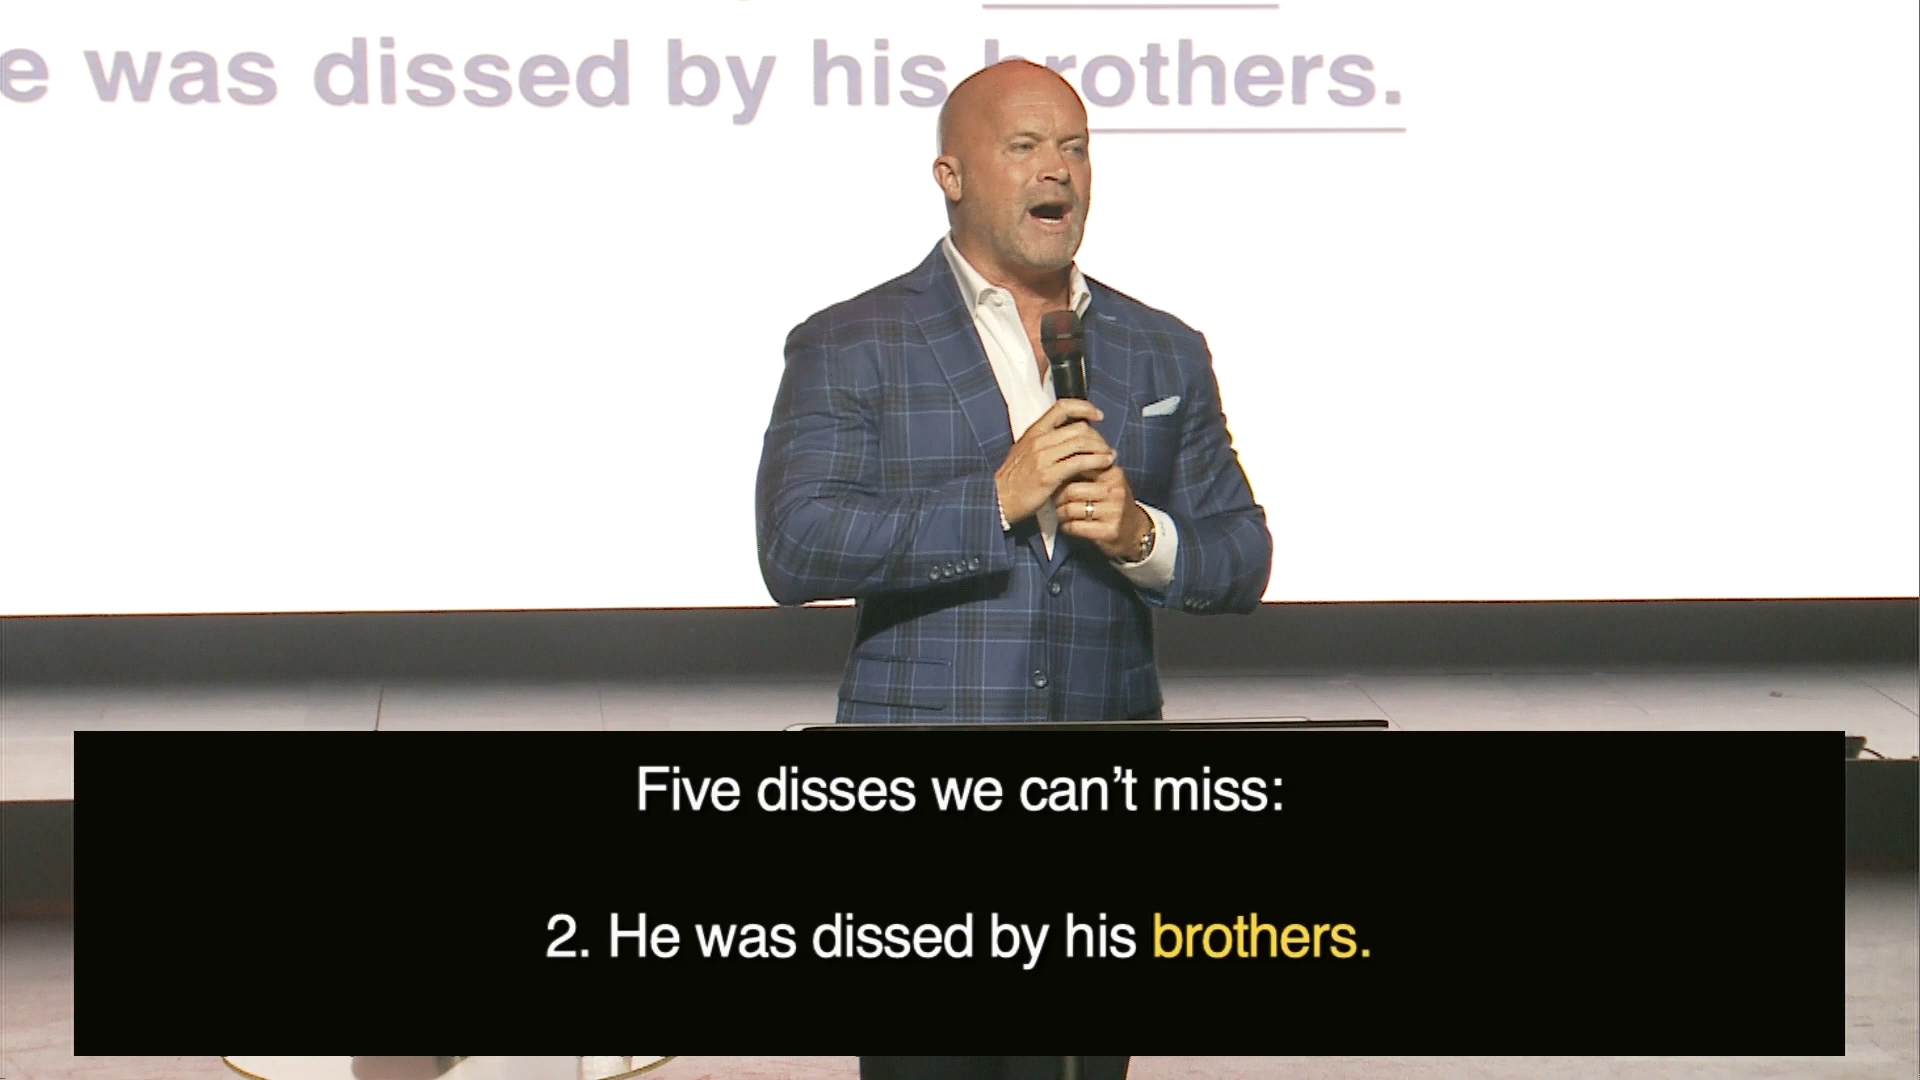 e was dissed by his brothers.
Five disses we can't miss:
2. He was dissed by his brothers.